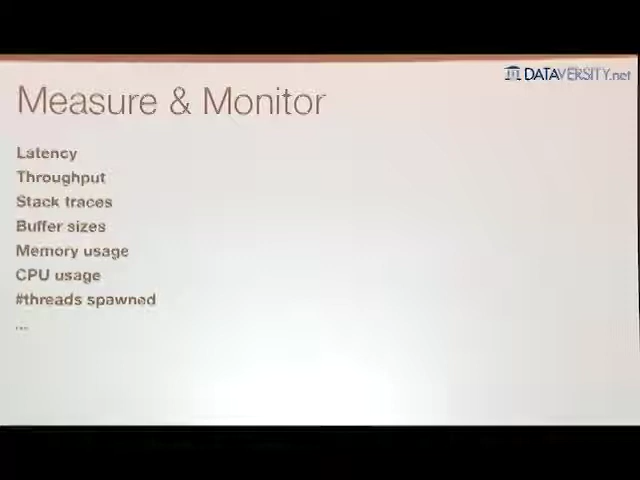 DATAVERSITY.net
Measure & Monitor
Latency
Throughput
Stack traces
Buffer sizes
Memory usage
CPU usage
#threads spawned
...